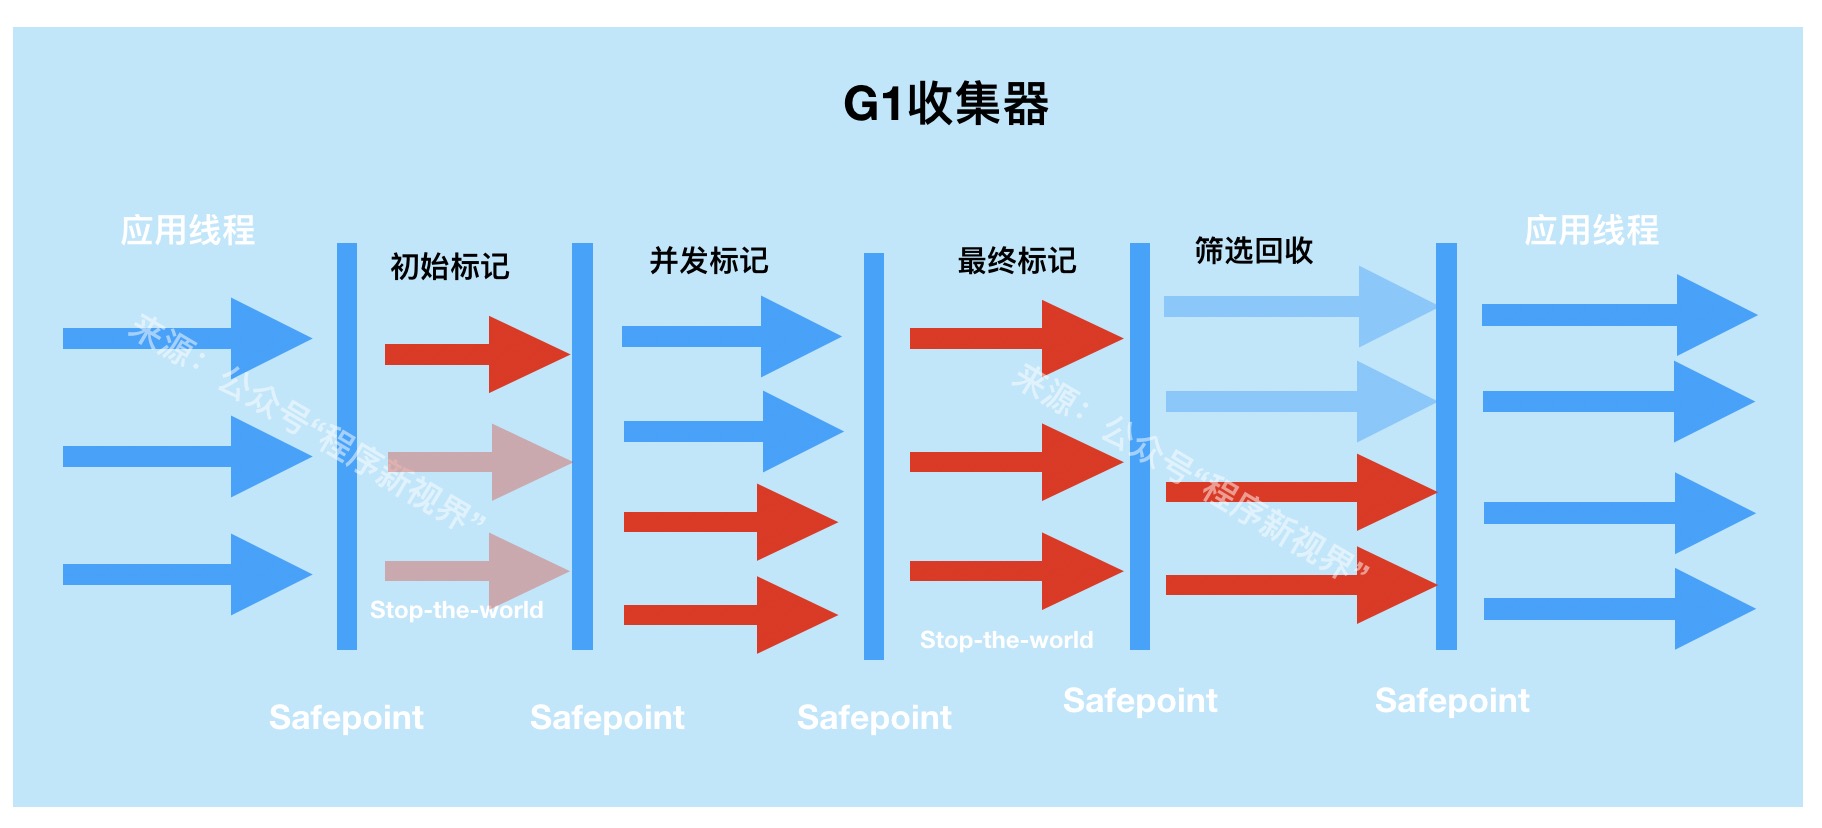 G1收集器
应用线程
初始标记
并发标记
最终标记
筛选回收
应用线程
来源：公众号“程序新视界”
来源：公众号“程序新视界”
Stop-the-world
Stop-the-world
Safepoint
Safepoint
Safepoint
Safepoint
Safepoint